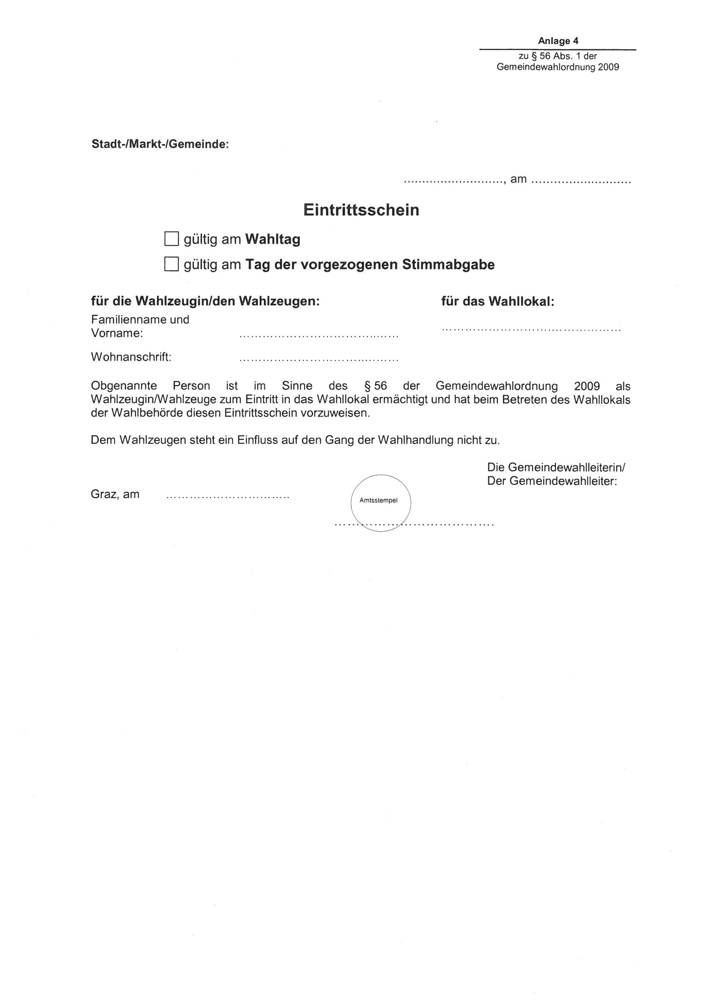 Anlage 4
zu § 56 Abs. 1 der
Gemeindewahlordnung 2009
Stadt-/Markt-/Gemeinde:
..........................., am ...........................
Eintrittsschein
☐ gültig am Wahltag
☐ gültig am Tag der vorgezogenen Stimmabgabe
für die Wahlzeugin/den Wahlzeugen: für das Wahllokal:
Familienname und
Vorname: ........................................ .............................................
Wohnanschrift: ........................................
Obgenannte Person ist im Sinne des § 56 der Gemeindewahlordnung 2009 als
Wahlzeugin/Wahlzeuge zum Eintritt in das Wahllokal ermächtigt und hat beim Betreten des Wahllokals
der Wahlbehörde diesen Eintrittsschein vorzuweisen.
Dem Wahlzeugen steht ein Einfluss auf den Gang der Wahlhandlung nicht zu.
Die Gemeindewahlleiterin/
Der Gemeindewahlleiter:
Graz, am ................................
Amtsstempel
........................................